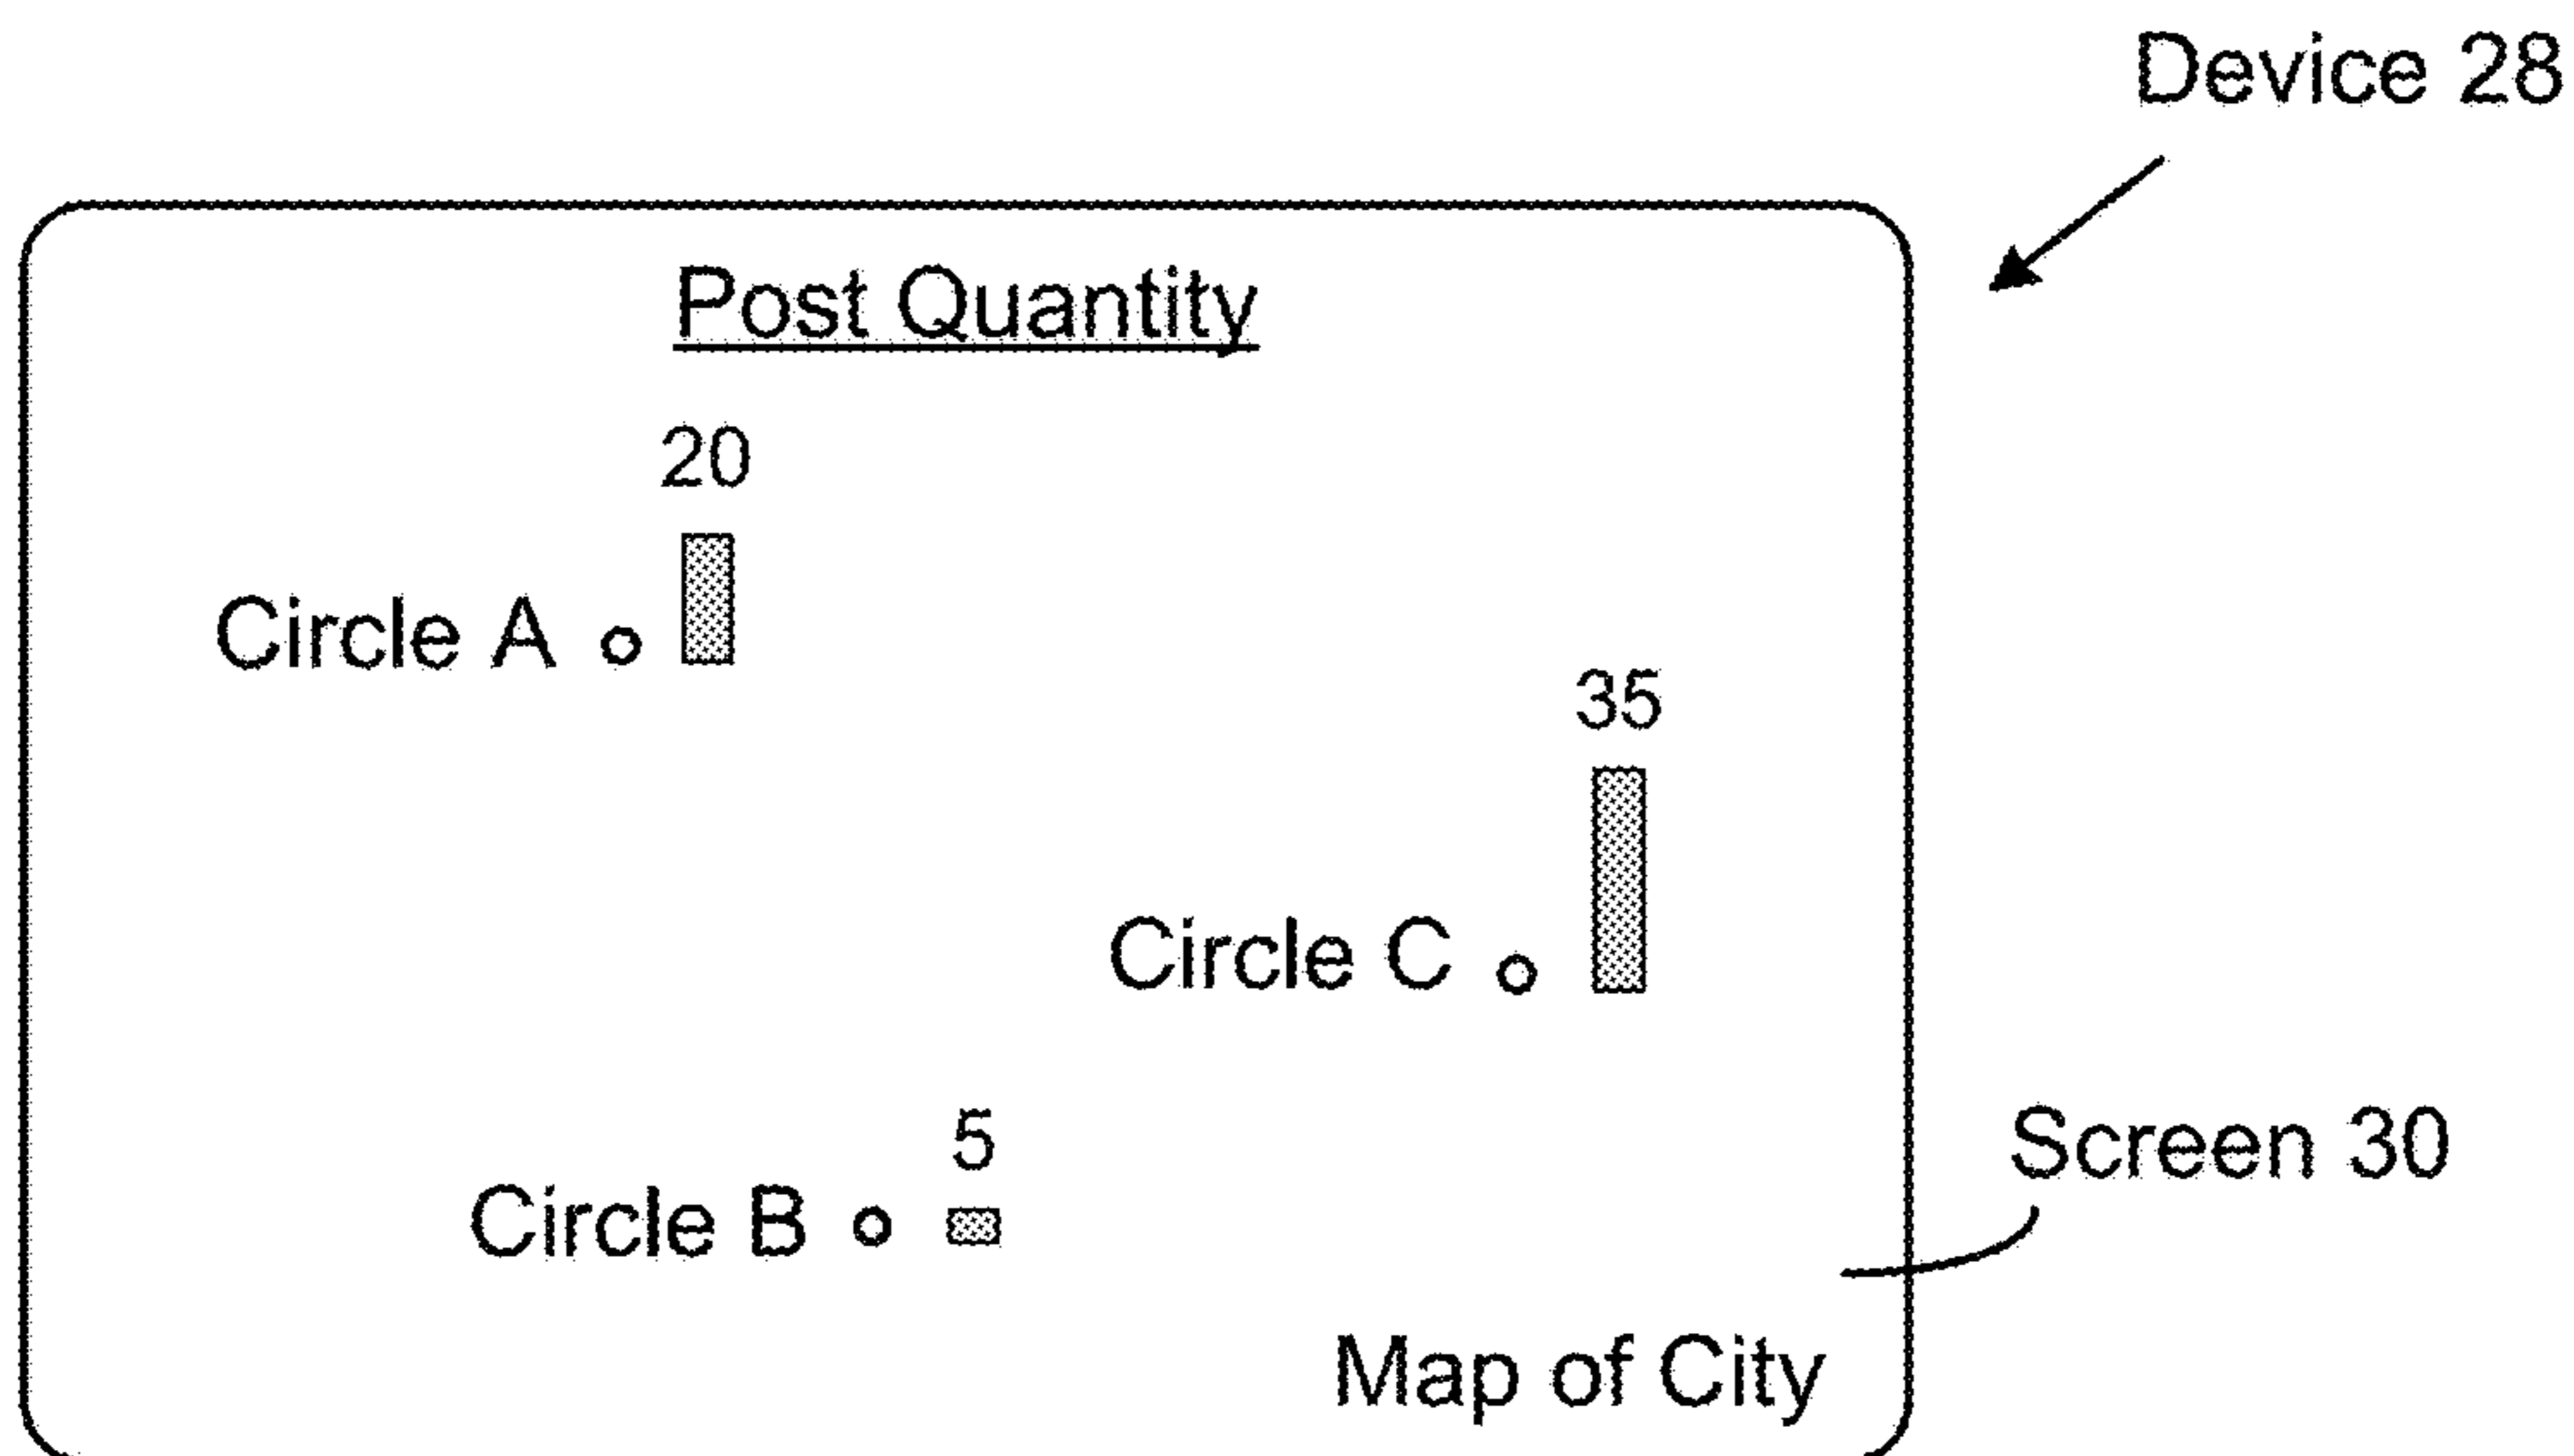 Device 28
Post Quantity
20
Circle A
35
Circle C
5
Circle B
Screen 30
Map of City